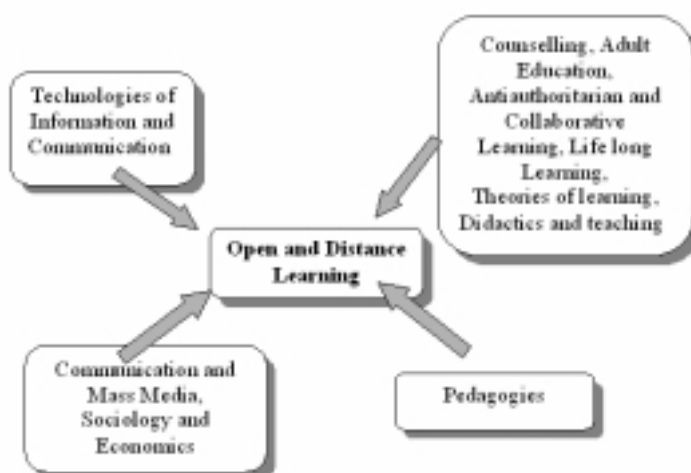 Technologies of
Information and
Communication
Counselling, Adult
Education,
Antiauthoritarian and
Collaborative
Learning, Life long
Learning,
Theories of learning,
Didactics and teaching
Open and Distance
Learning
Communication and
Mass Media,
Sociology and
Economics
Pedagogies